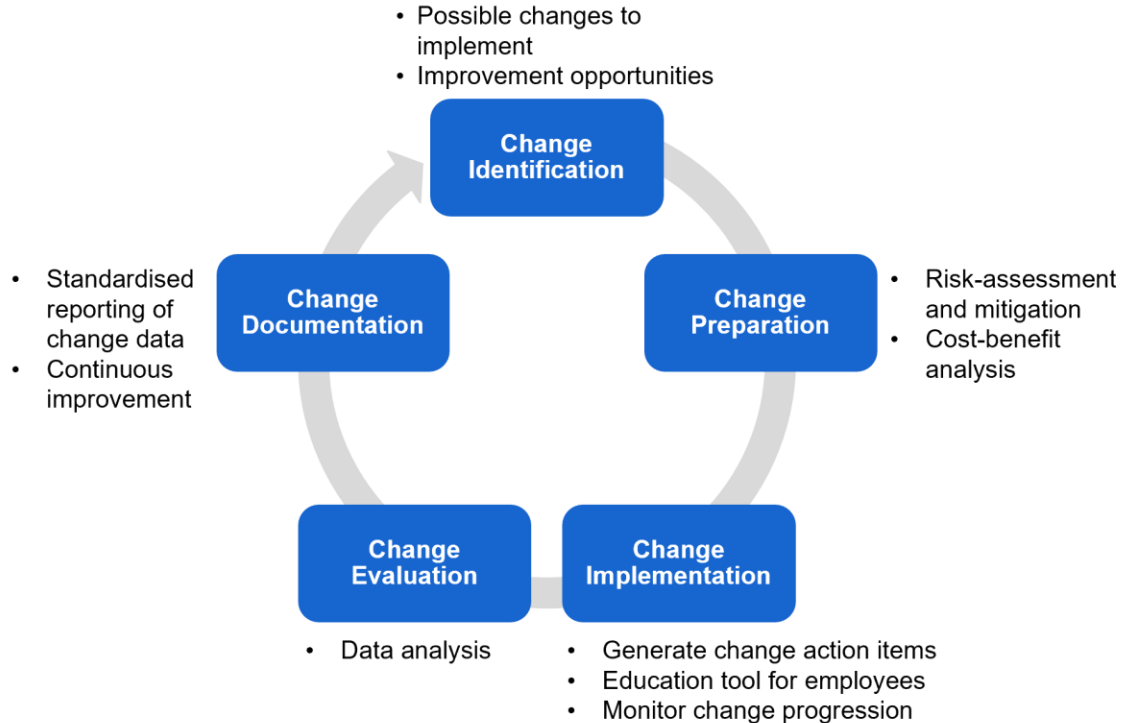 • Possible changes to
implement
• Improvement opportunities
Change
Identification
Change
Preparation
• Risk-assessment
and mitigation
• Cost-benefit
analysis
Change
Implementation
• Generate change action items
• Education tool for employees
• Monitor change progression
Change
Evaluation
• Data analysis
Change
Documentation
• Standardised
reporting of
change data
• Continuous
improvement